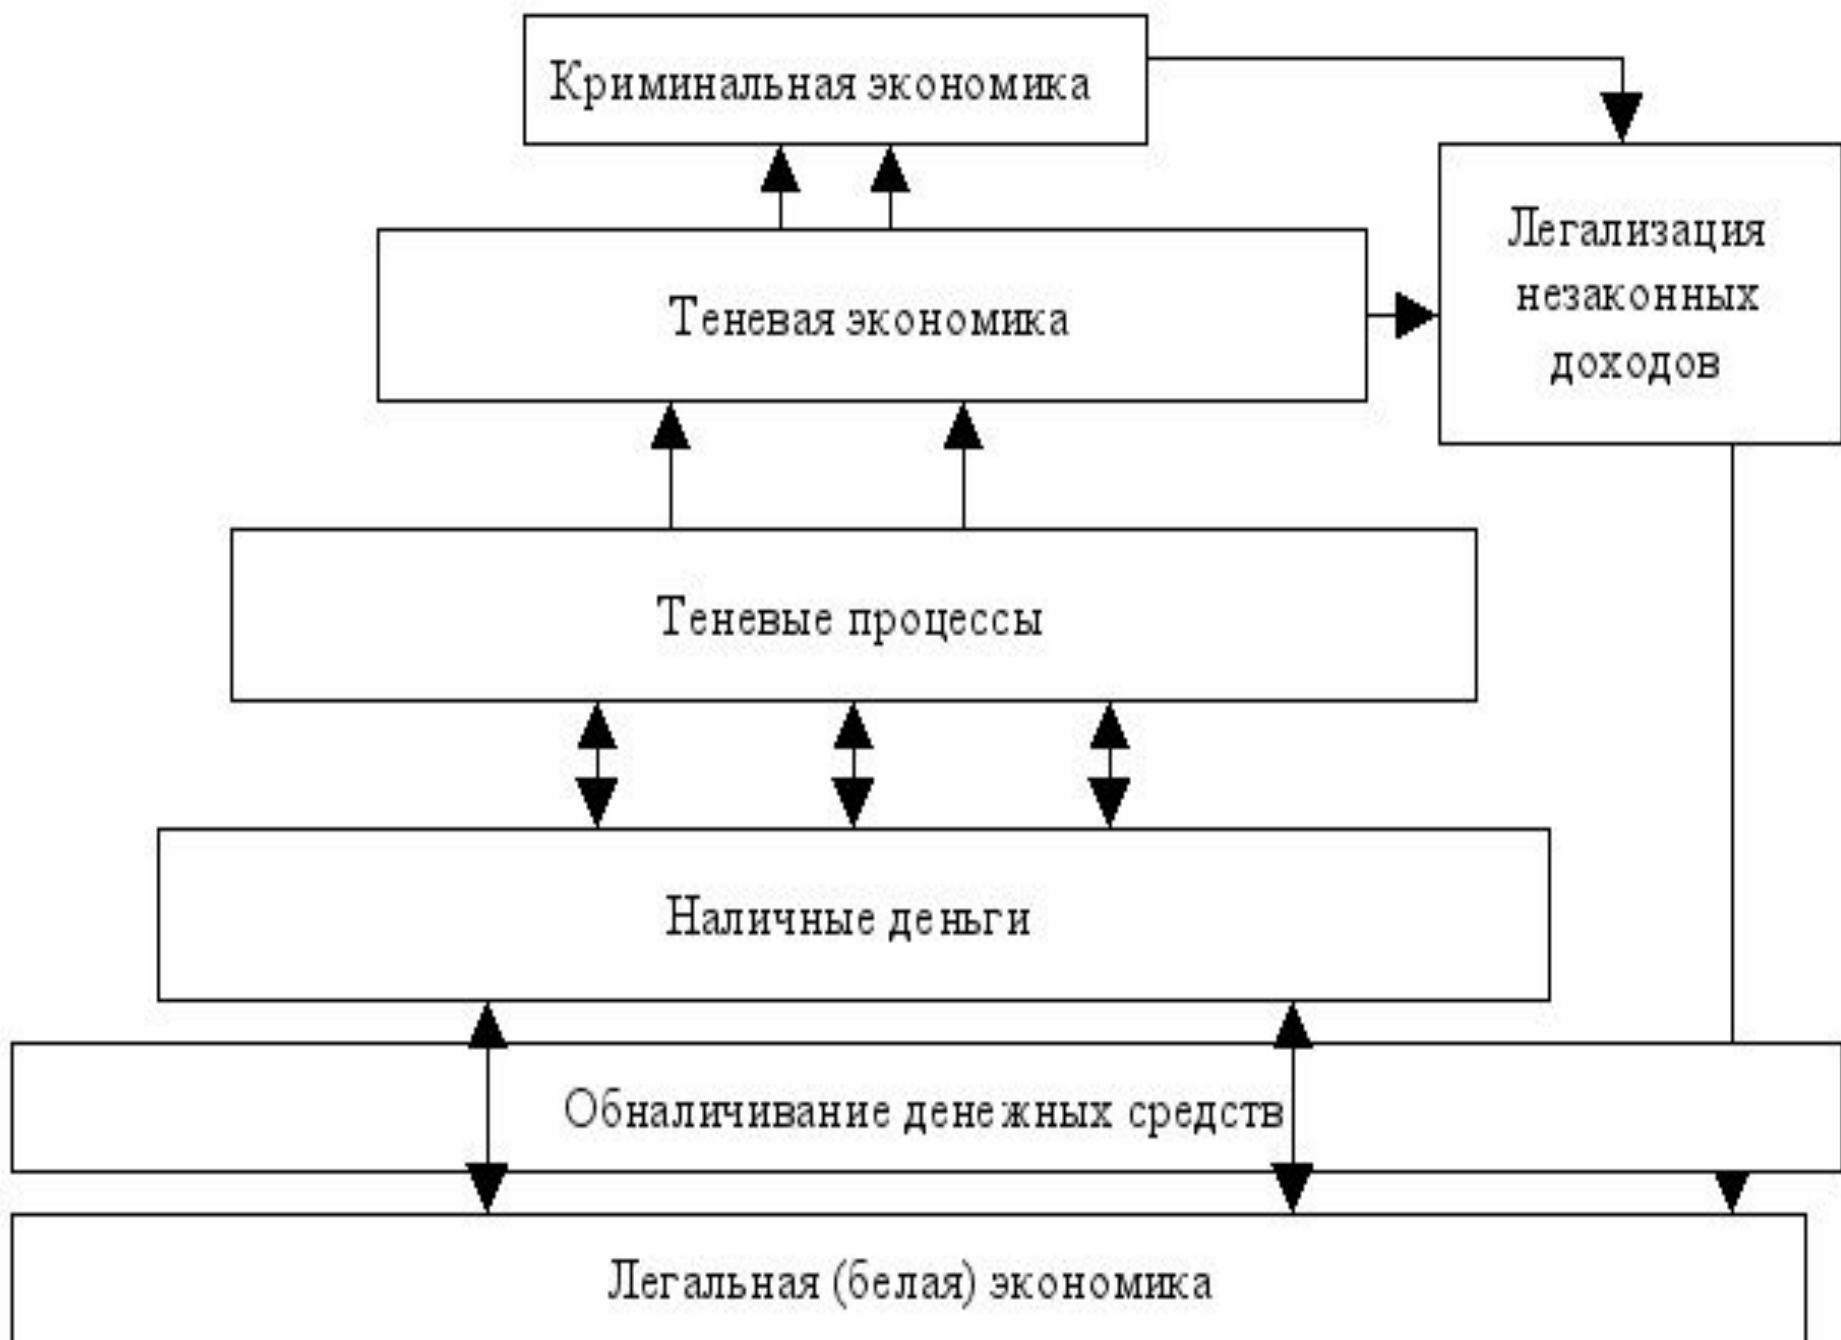 Криминальная экономика
Легализация
незаконных
доходов
Теневая экономика
Теневые процессы
Наличные деньги
Обналичивание денежных средств
Легальная (белая) экономика